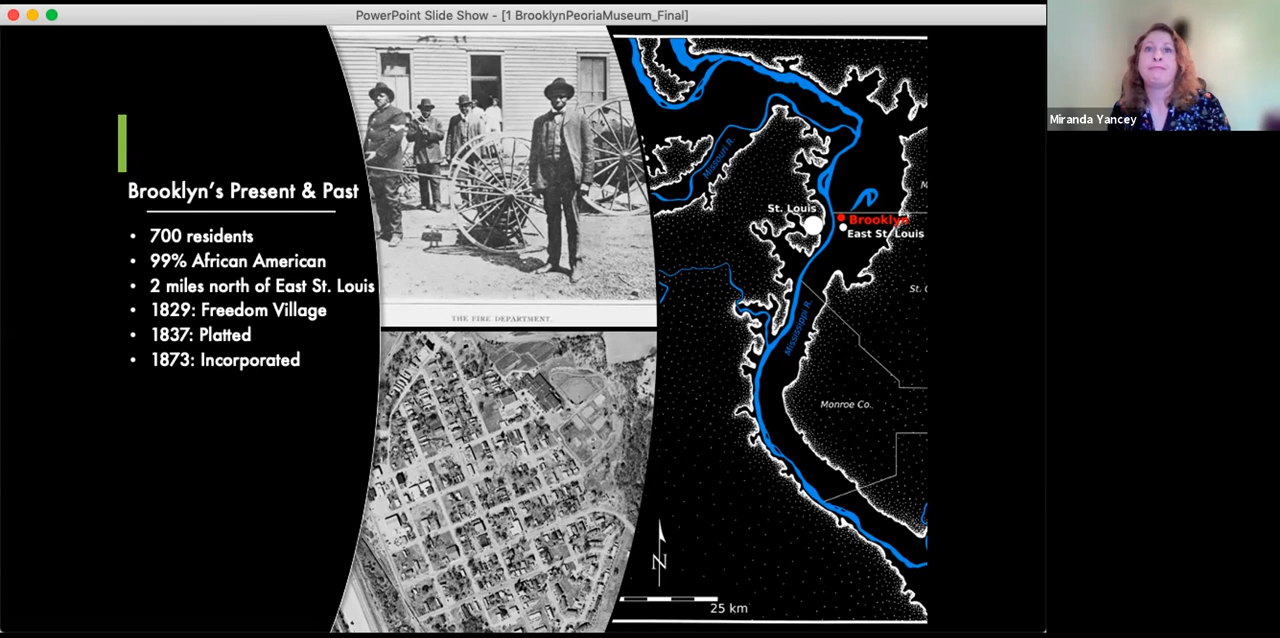 PowerPoint Slide Show - [1 BrooklynPeoriaMuseum_Final]
Miranda Yancey
Brooklyn's Present & Past
• 700 residents
• 99% African American
• 2 miles north of East St. Louis
• 1829: Freedom Village
• 1837: Platted
• 1873: Incorporated
THE FIRE DEPARTMENT.
Missouri R.
St. Louis
Brooklyn
East St. Louis
M
St. C
Mississippi R.
Monroe Co.
N
25 km